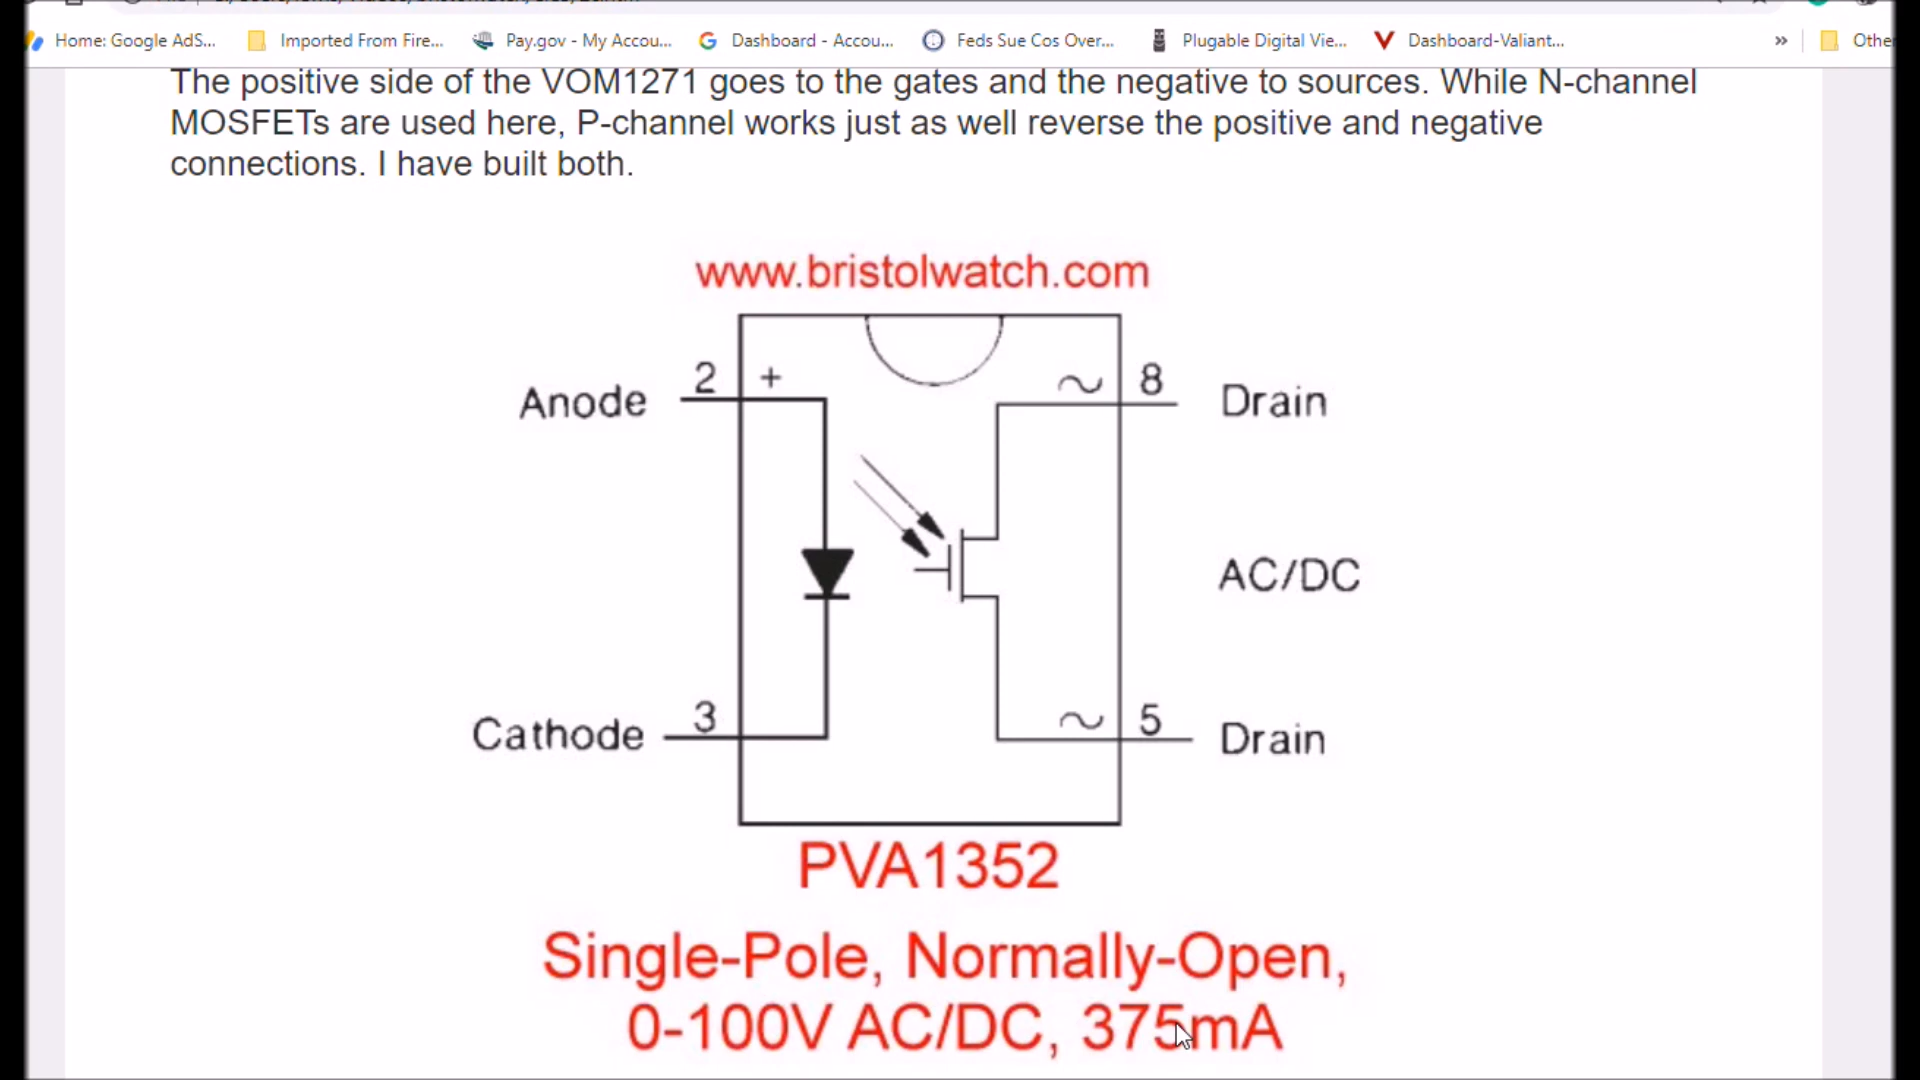 Home: Google AdS...
Imported From Fire...
Pay.gov - My Accou...
Dashboard - Accou...
Feds Sue Cos Over...
Plugable Digital Vie...
Dashboard-Valiant...
»
Other
The positive side of the VOM1271 goes to the gates and the negative to sources. While N-channel
MOSFETs are used here, P-channel works just as well reverse the positive and negative
connections. I have built both.
www.bristolwatch.com
Anode 2 + ~ 8 Drain
AC/DC
Cathode 3 ~ 5 Drain
PVA1352
Single-Pole, Normally-Open,
0-100V AC/DC, 375mA